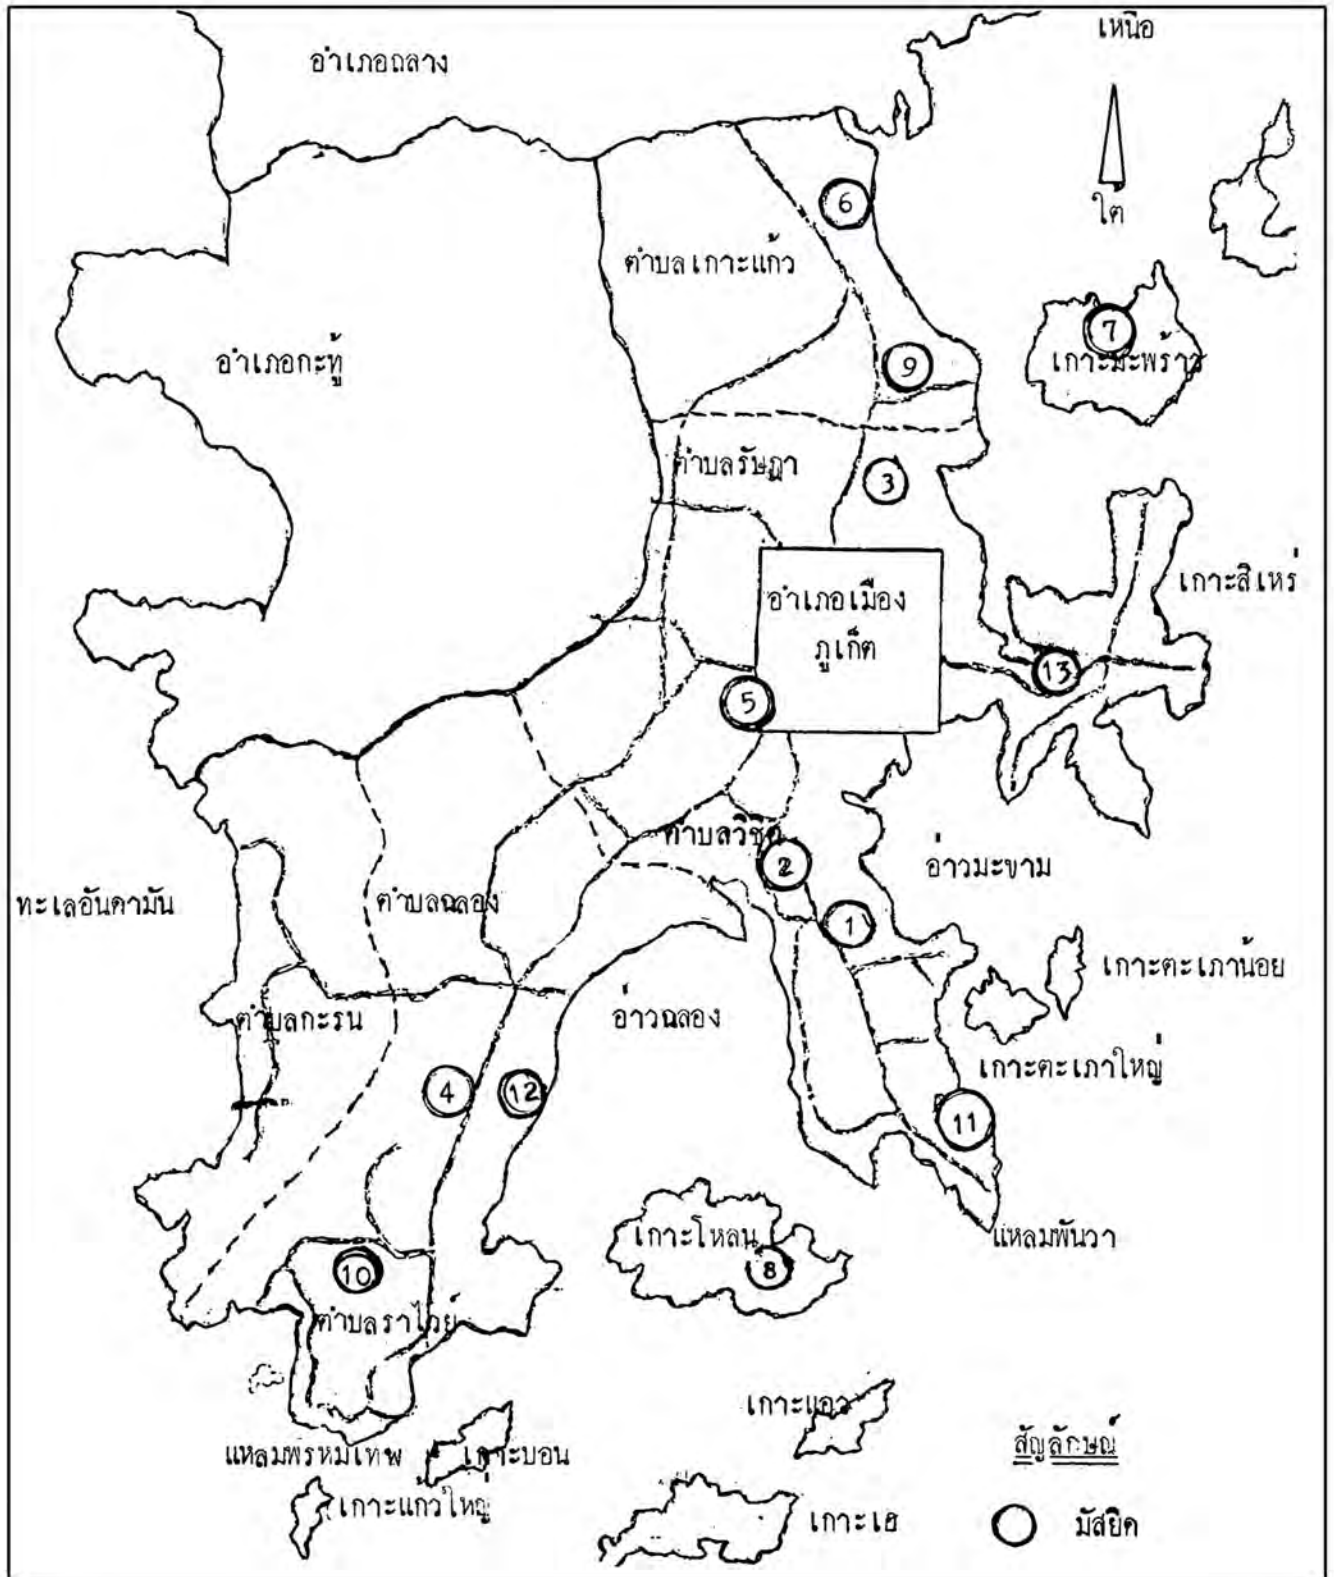 เหนือ
อำเภอถลาง
6
ใต้
ตำบลเกาะแก้ว
7
อำเภอกะทู้
9
เกาะมะพร้าว
ตำบลรัษฎา
3
เกาะสิเหร่
อำเภอเมือง
ภูเก็ต
13
5
ตำบลวิชิต
2
อ่าวมะขาม
ทะเลอันดามัน
ตำบลฉลอง
1
เกาะตะเภาน้อย
ตำบลกะรน
อ่าวฉลอง
เกาะตะเภาใหญ่
4
12
11
เกาะโหลน
แหลมพันวา
10
8
ตำบลราไวย์
เกาะแอว
แหลมพรหมเทพ
เกาะบอน
สัญลักษณ์
เกาะแก้วใหญ่
เกาะเฮ
มัสยิด